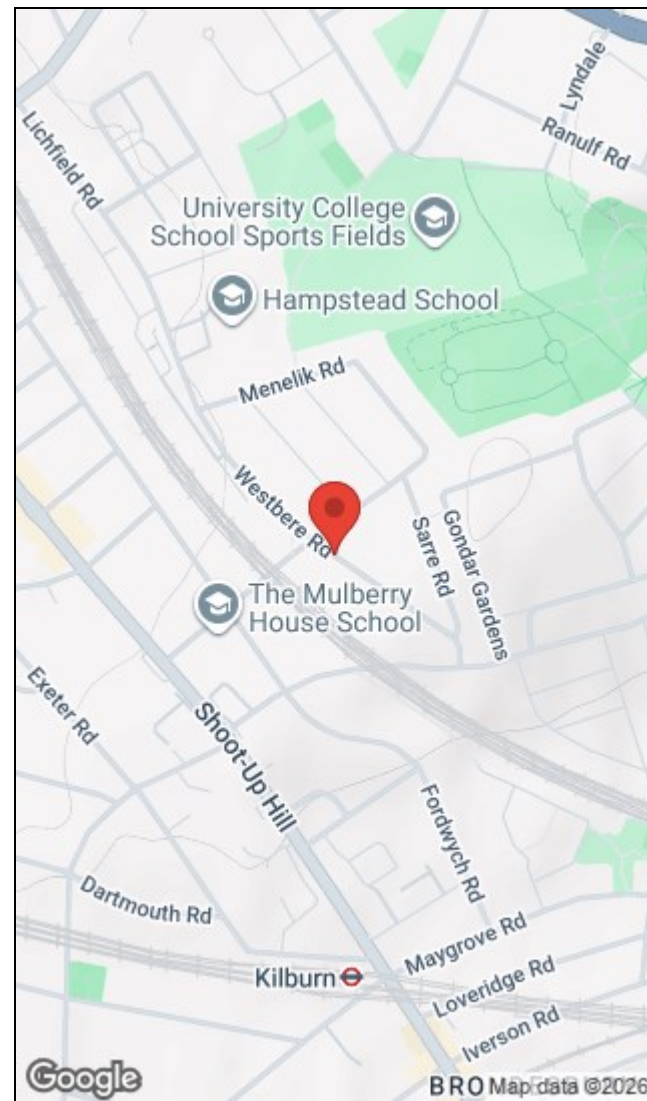 Lyndale
Ranulf Rd
Lichfield Rd
University College
School Sports Fields
Hampstead School
Menelik Rd
Westbere Rd
Sarre Rd
Gondar Gardens
The Mulberry
House School
Exeter Rd
Shoot-Up Hill
Fordwych Rd
Dartmouth Rd
Maygrove Rd
Kilburn
Loveridge Rd
Iverson Rd
Google
BRO
Map data ©2026